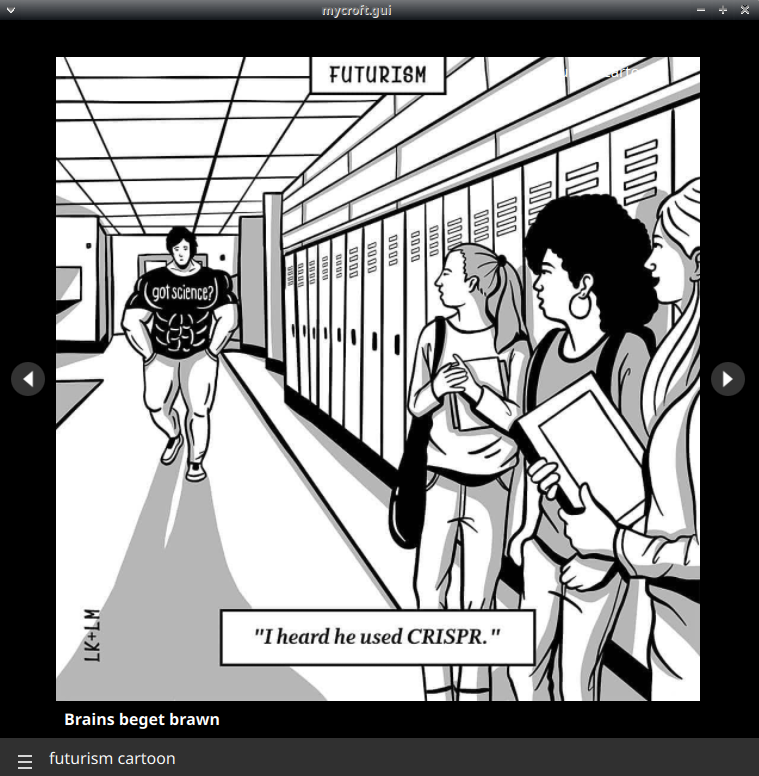 mycroft.gui
FUTURISM
got science?
LK+LM
"I heard he used CRISPR."
Brains beget brawn
futurism cartoon